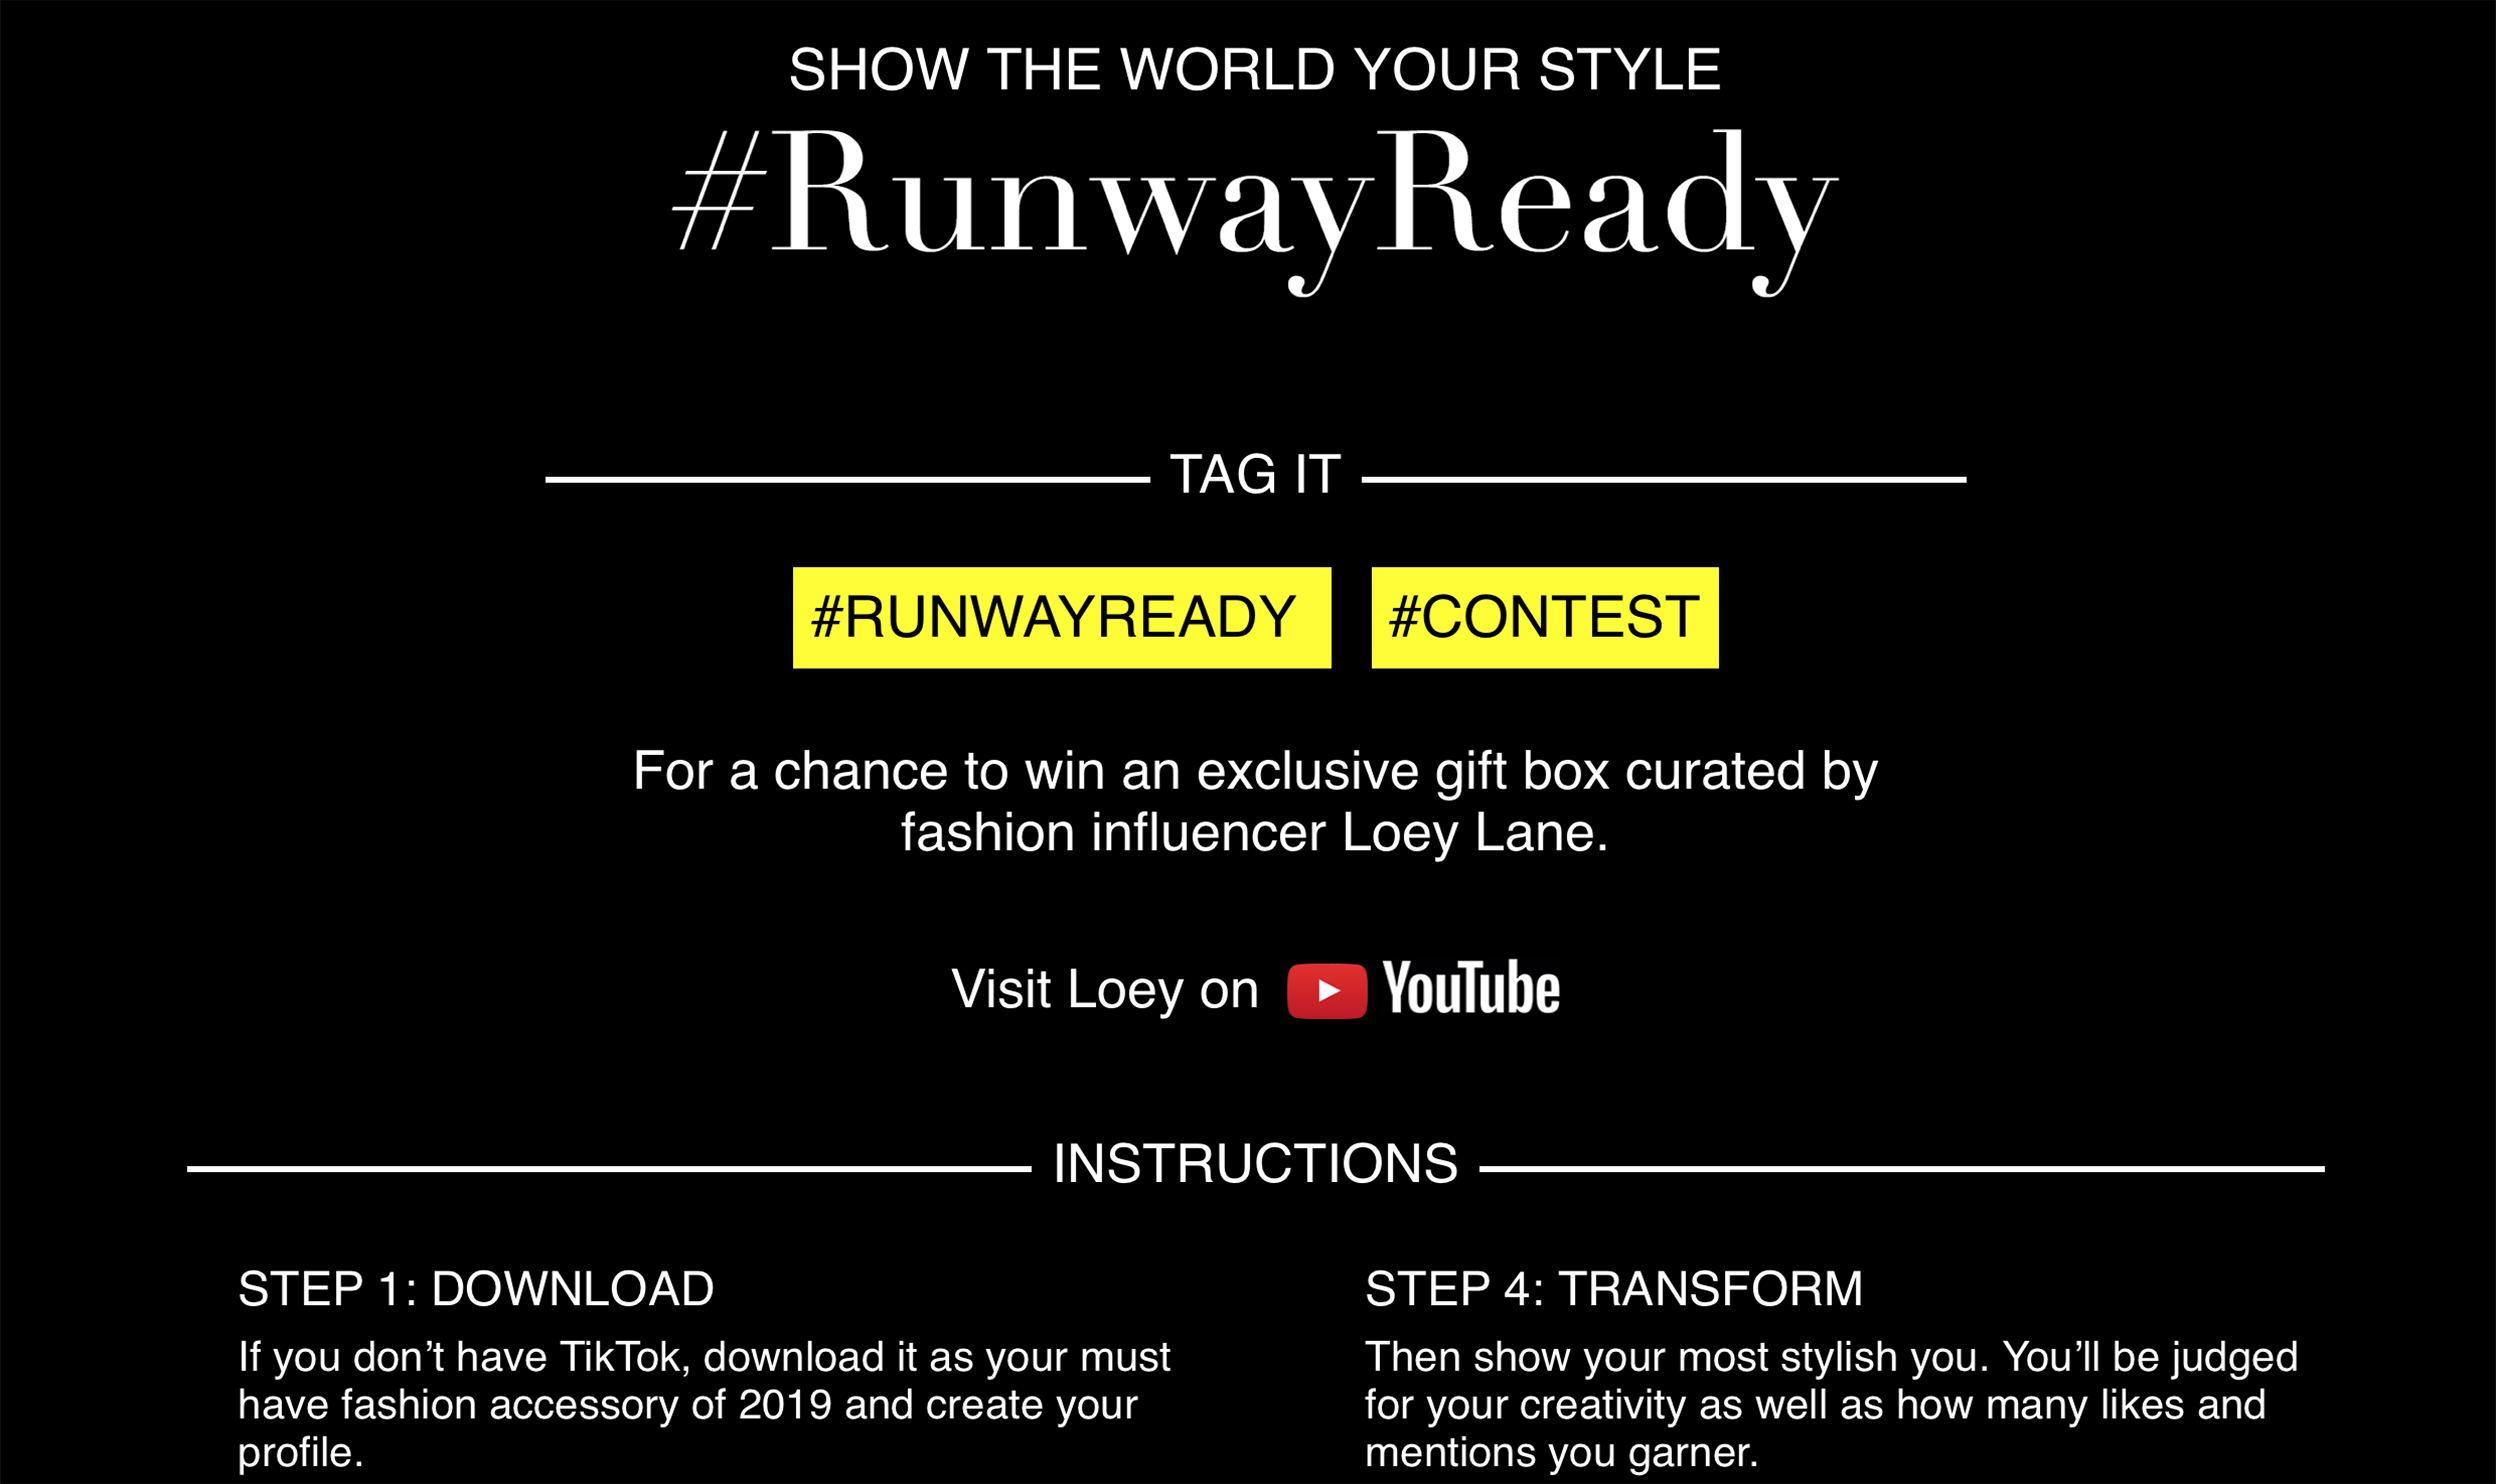 SHOW THE WORLD YOUR STYLE
#RunwayReady
TAG IT
#RUNWAYREADY #CONTEST
For a chance to win an exclusive gift box curated by
fashion influencer Loey Lane.
Visit Loey on YouTube
INSTRUCTIONS
STEP 1: DOWNLOAD
If you don’t have TikTok, download it as your must
have fashion accessory of 2019 and create your
profile.
STEP 4: TRANSFORM
Then show your most stylish you. You’ll be judged
for your creativity as well as how many likes and
mentions you garner.